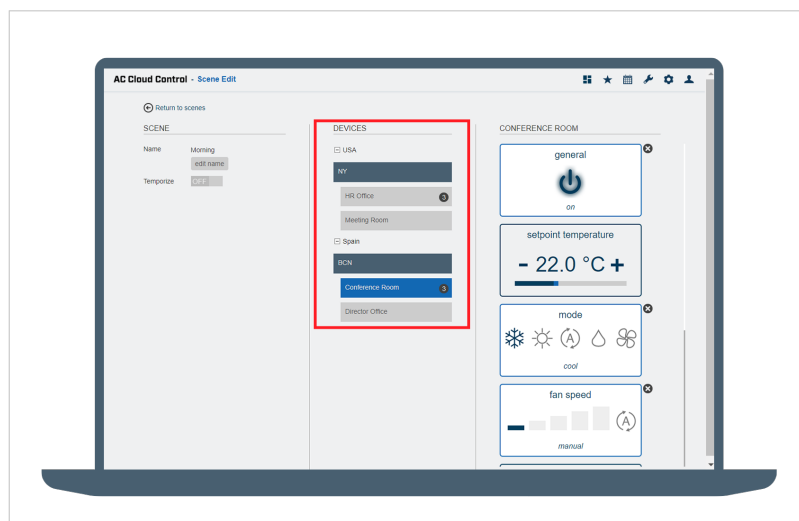 AC Cloud Control - Scene Edit
Return to scenes
SCENE
Name Morning
edit name
Temporize OFF
DEVICES
USA
NY
HR Office 3
Meeting Room
Spain
BCN
Conference Room 3
Director Office
CONFERENCE ROOM
general
on
setpoint temperature
- 22.0 °C +
mode
A
cool
fan speed
A
manual